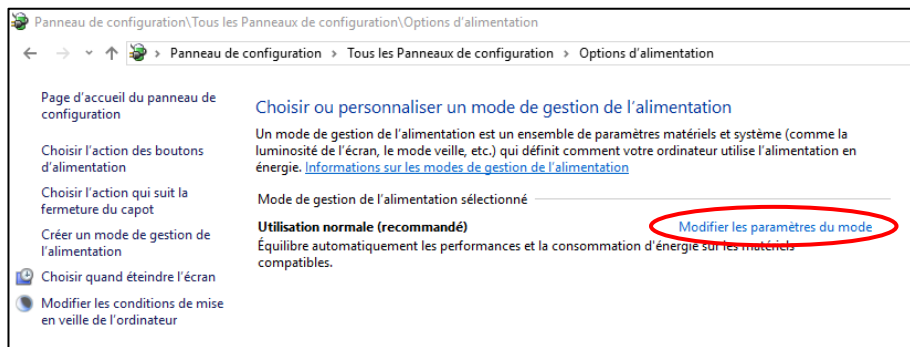 Panneau de configuration\Tous les Panneaux de configuration\Options d'alimentation
Panneau de configuration > Tous les Panneaux de configuration > Options d'alimentation
Page d'accueil du panneau de
configuration
Choisir l'action des boutons
d'alimentation
Choisir l'action qui suit la
fermeture du capot
Créer un mode de gestion de
l'alimentation
Choisir quand éteindre l'écran
Modifier les conditions de mise
en veille de l'ordinateur
Choisir ou personnaliser un mode de gestion de l'alimentation
Un mode de gestion de l'alimentation est un ensemble de paramètres matériels et système (comme la
luminosité de l'écran, le mode veille, etc.) qui définit comment votre ordinateur utilise l'alimentation en
énergie. Informations sur les modes de gestion de l'alimentation
Mode de gestion de l'alimentation sélectionné
Utilisation normale (recommandé) Modifier les paramètres du mode
Équilibre automatiquement les performances et la consommation d'énergie sur les matériels
compatibles.